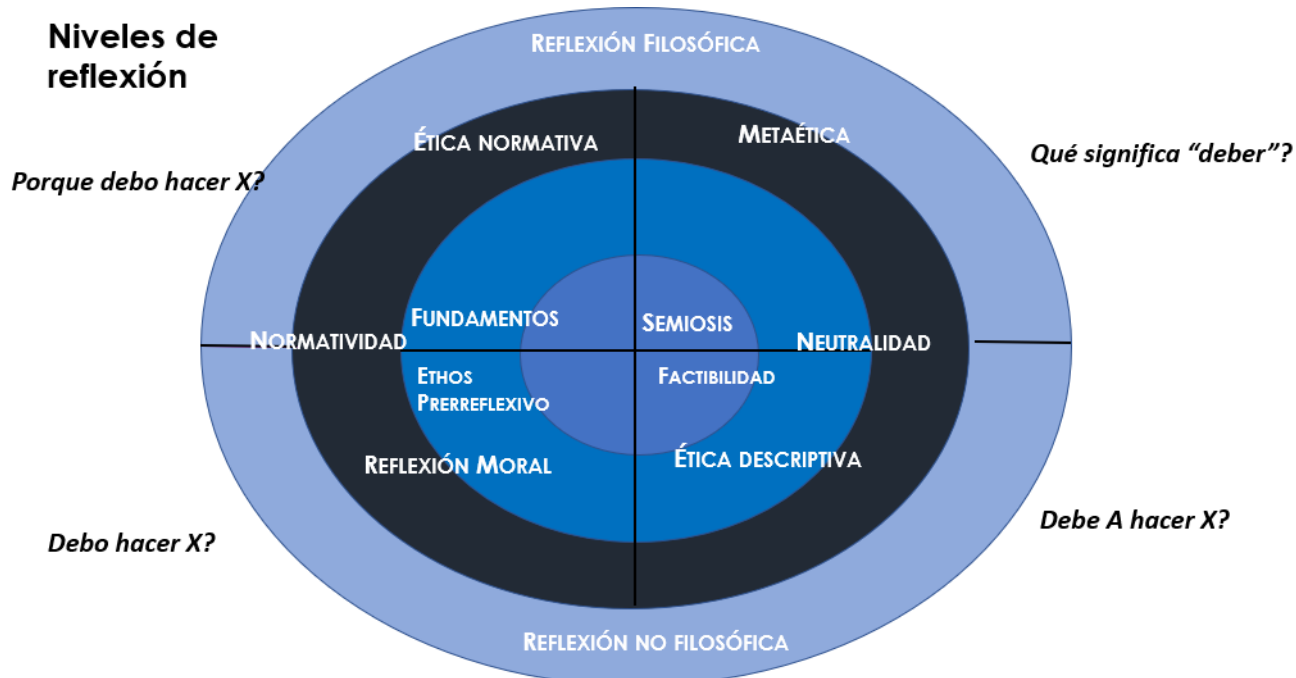 Niveles de
reflexión
REFLEXIÓN FILOSÓFICA
ÉTICA NORMATIVA
METAÉTICA
Porque debo hacer X?
Qué significa “deber”?
FUNDAMENTOS
SEMIOSIS
NORMATIVIDAD
NEUTRALIDAD
ETHOS
PRERREFLEXIVO
FACTIBILIDAD
REFLEXIÓN MORAL
ÉTICA DESCRIPTIVA
Debo hacer X?
Debe A hacer X?
REFLEXIÓN NO FILOSÓFICA